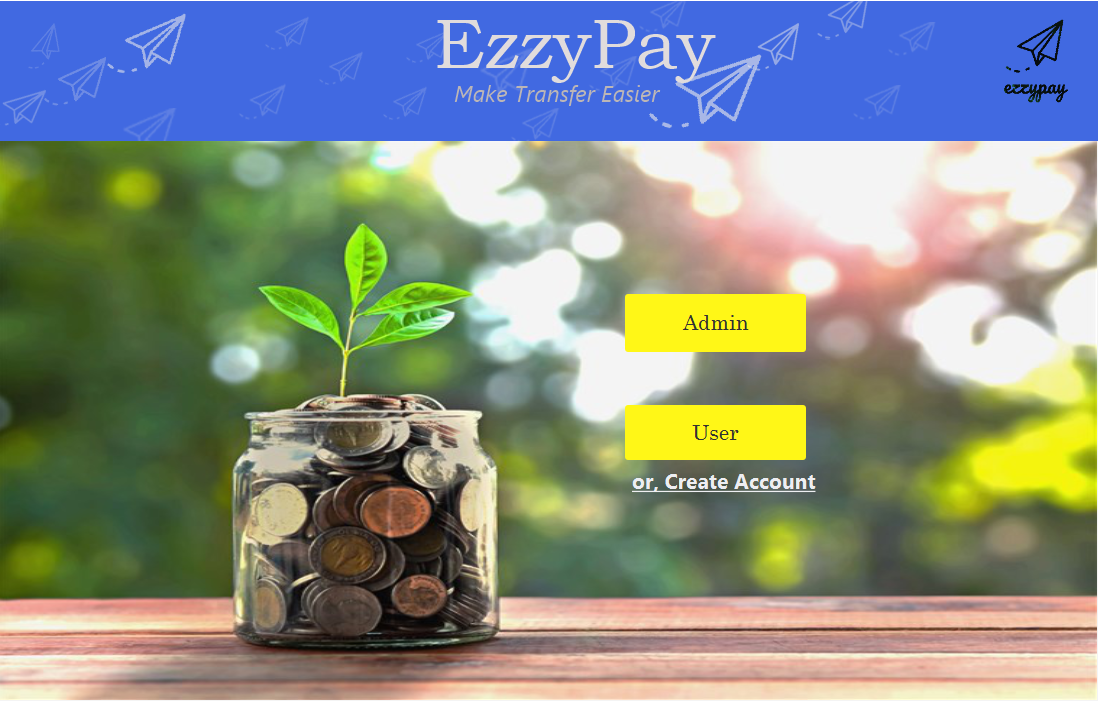 EzzyPay
Make Transfer Easier
ezzypay
Admin
User
or, Create Account